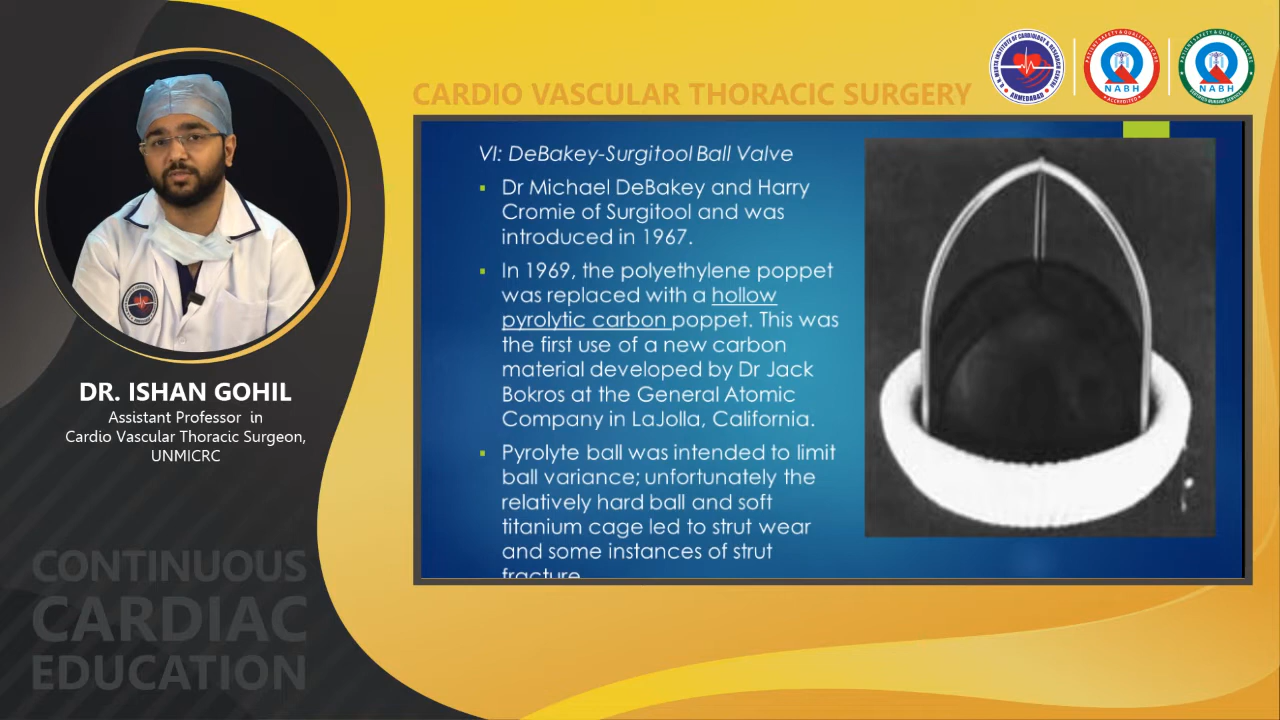 CARDIO VASCULAR THORACIC SURGERY
NABH
NABH
AHMEDABAD
ACCREDITED
VI: DeBakey-Surgitool Ball Valve
▪ Dr Michael DeBakey and Harry
Cromie of Surgitool and was
introduced in 1967.
▪ In 1969, the polyethylene poppet
was replaced with a hollow
pyrolytic carbon poppet. This was
the first use of a new carbon
material developed by Dr Jack
Bokros at the General Atomic
Company in LaJolla, California.
▪ Pyrolyte ball was intended to limit
ball variance; unfortunately the
relatively hard ball and soft
titanium cage led to strut wear
and some instances of strut
fracture
DR. ISHAN GOHIL
Assistant Professor in
Cardio Vascular Thoracic Surgeon,
UNMICRC
CONTINUOUS
CARDIAC
EDUCATION